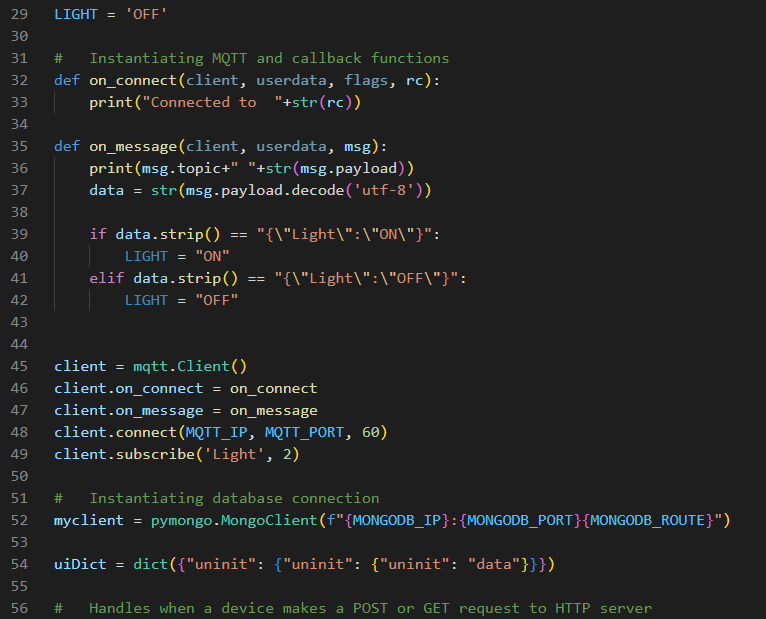 29 LIGHT = 'OFF'
30
31 #   Instantiating MQTT and callback functions
32 def on_connect(client, userdata, flags, rc):
33     print("Connected to  "+str(rc))
34
35 def on_message(client, userdata, msg):
36     print(msg.topic+" "+str(msg.payload))
37     data = str(msg.payload.decode('utf-8'))
38
39     if data.strip() == "{\"Light\":\"ON\"}":
40         LIGHT = "ON"
41     elif data.strip() == "{\"Light\":\"OFF\"}":
42         LIGHT = "OFF"
43
44
45 client = mqtt.Client()
46 client.on_connect = on_connect
47 client.on_message = on_message
48 client.connect(MQTT_IP, MQTT_PORT, 60)
49 client.subscribe('Light', 2)
50
51 #   Instantiating database connection
52 myclient = pymongo.MongoClient(f"{MONGODB_IP}:{MONGODB_PORT}{MONGODB_ROUTE}")
53
54 uiDict = dict({"uninit": {"uninit": {"uninit": "data"}}})
55
56 #   Handles when a device makes a POST or GET request to HTTP server